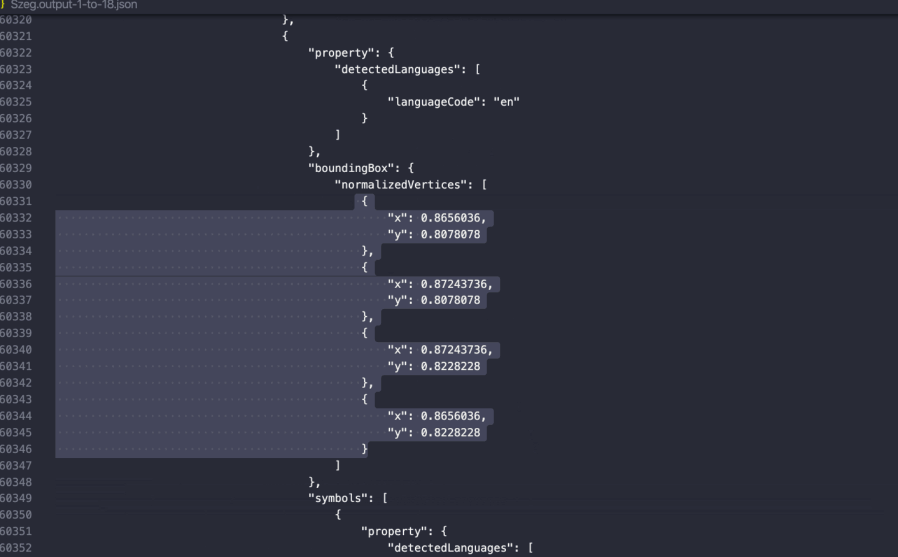 } Szeg.output-1-to-18.json
60320 },
60321 {
60322 "property": {
60323 "detectedLanguages": [
60324 {
60325 "languageCode": "en"
60326 }
60327 ]
60328 },
60329 "boundingBox": {
60330 "normalizedVertices": [
60331 {
60332 "x": 0.8656036,
60333 "y": 0.8078078
60334 },
60335 {
60336 "x": 0.87243736,
60337 "y": 0.8078078
60338 },
60339 {
60340 "x": 0.87243736,
60341 "y": 0.8228228
60342 },
60343 {
60344 "x": 0.8656036,
60345 "y": 0.8228228
60346 }
60347 ]
60348 },
60349 "symbols": [
60350 {
60351 "property": {
60352 "detectedLanguages": [